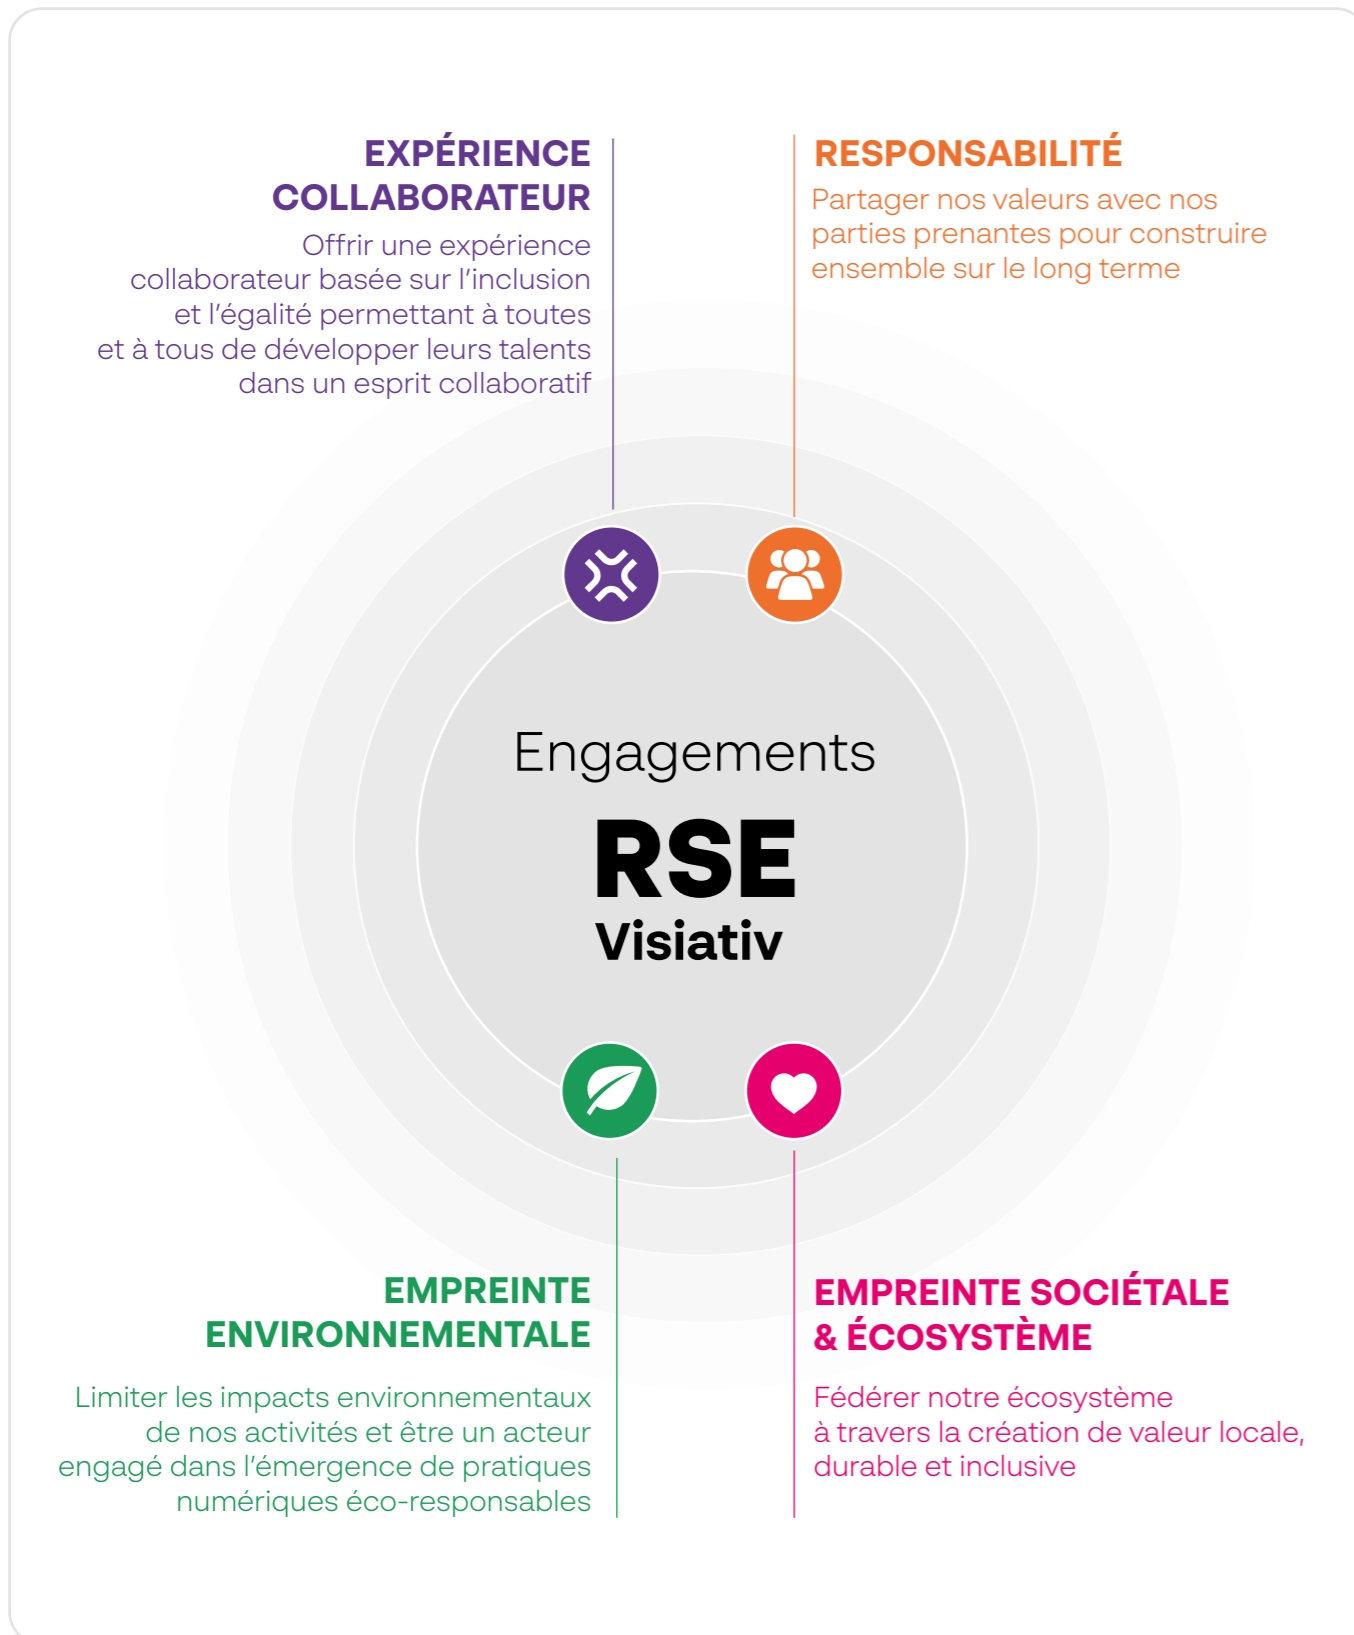 EXPÉRIENCE
COLLABORATEUR
Offrir une expérience
collaborateur basée sur l’inclusion
et l’égalité permettant à toutes
et à tous de développer leurs talents
dans un esprit collaboratif
RESPONSABILITÉ
Partager nos valeurs avec nos
parties prenantes pour construire
ensemble sur le long terme
Engagements
RSE
Visiativ
EMPREINTE
ENVIRONNEMENTALE
Limiter les impacts environnementaux
de nos activités et être un acteur
engagé dans l’émergence de pratiques
numériques éco-responsables
EMPREINTE SOCIÉTALE
& ÉCOSYSTÈME
Fédérer notre écosystème
à travers la création de valeur locale,
durable et inclusive